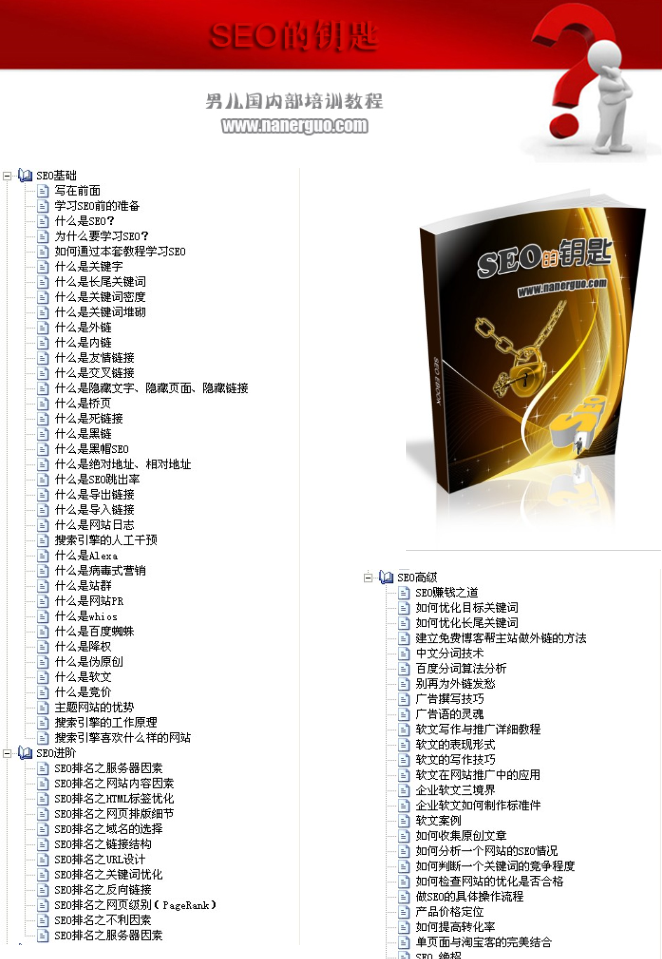 SEO的钥匙
男儿国内部培训教程
www.nanerguo.com
SEO基础
写在前面
学习SEO前的准备
什么是SEO?
为什么要学习SEO?
如何通过本套教程学习SEO
什么是关键字
什么是长尾关键词
什么是关键词密度
什么是关键词堆砌
什么是外链
什么是内链
什么是友情链接
什么是交叉链接
什么是隐藏文字、隐藏页面、隐藏链接
什么是桥页
什么是死链接
什么是黑链
什么是黑帽SEO
什么是绝对地址、相对地址
什么是SEO跳出率
什么是导出链接
什么是导入链接
什么是网站日志
搜索引擎的人工干预
什么是Alexa
什么是病毒式营销
什么是站群
什么是网站PR
什么是whios
什么是百度蜘蛛
什么是降权
什么是伪原创
什么是软文
什么是竞价
主题网站的优势
搜索引擎的工作原理
搜索引擎喜欢什么样的网站
SEO进阶
SEO排名之服务器因素
SEO排名之网站内容因素
SEO排名之HTML标签优化
SEO排名之网页排版细节
SEO排名之域名的选择
SEO排名之链接结构
SEO排名之URL设计
SEO排名之关键词优化
SEO排名之反向链接
SEO排名之网页级别(PageRank)
SEO排名之不利因素
SEO排名之服务器因素
SEO的钥匙
www.nanerguo.com
SEO EBOOK
SEO
SEO高级
SEO赚钱之道
如何优化目标关键词
如何优化长尾关键词
建立免费博客帮主站做外链的方法
中文分词技术
百度分词算法分析
别再为外链发愁
广告撰写技巧
广告语的灵魂
软文写作与推广详细教程
软文的表现形式
软文的写作技巧
软文在网站推广中的应用
企业软文三境界
企业软文如何制作标准件
软文案例
如何收集原创文章
如何分析一个网站的SEO情况
如何判断一个关键词的竞争程度
如何检查网站的优化是否合格
做SEO的具体操作流程
产品价格定位
如何提高转化率
单页面与淘宝客的完美结合
SEO 绝招